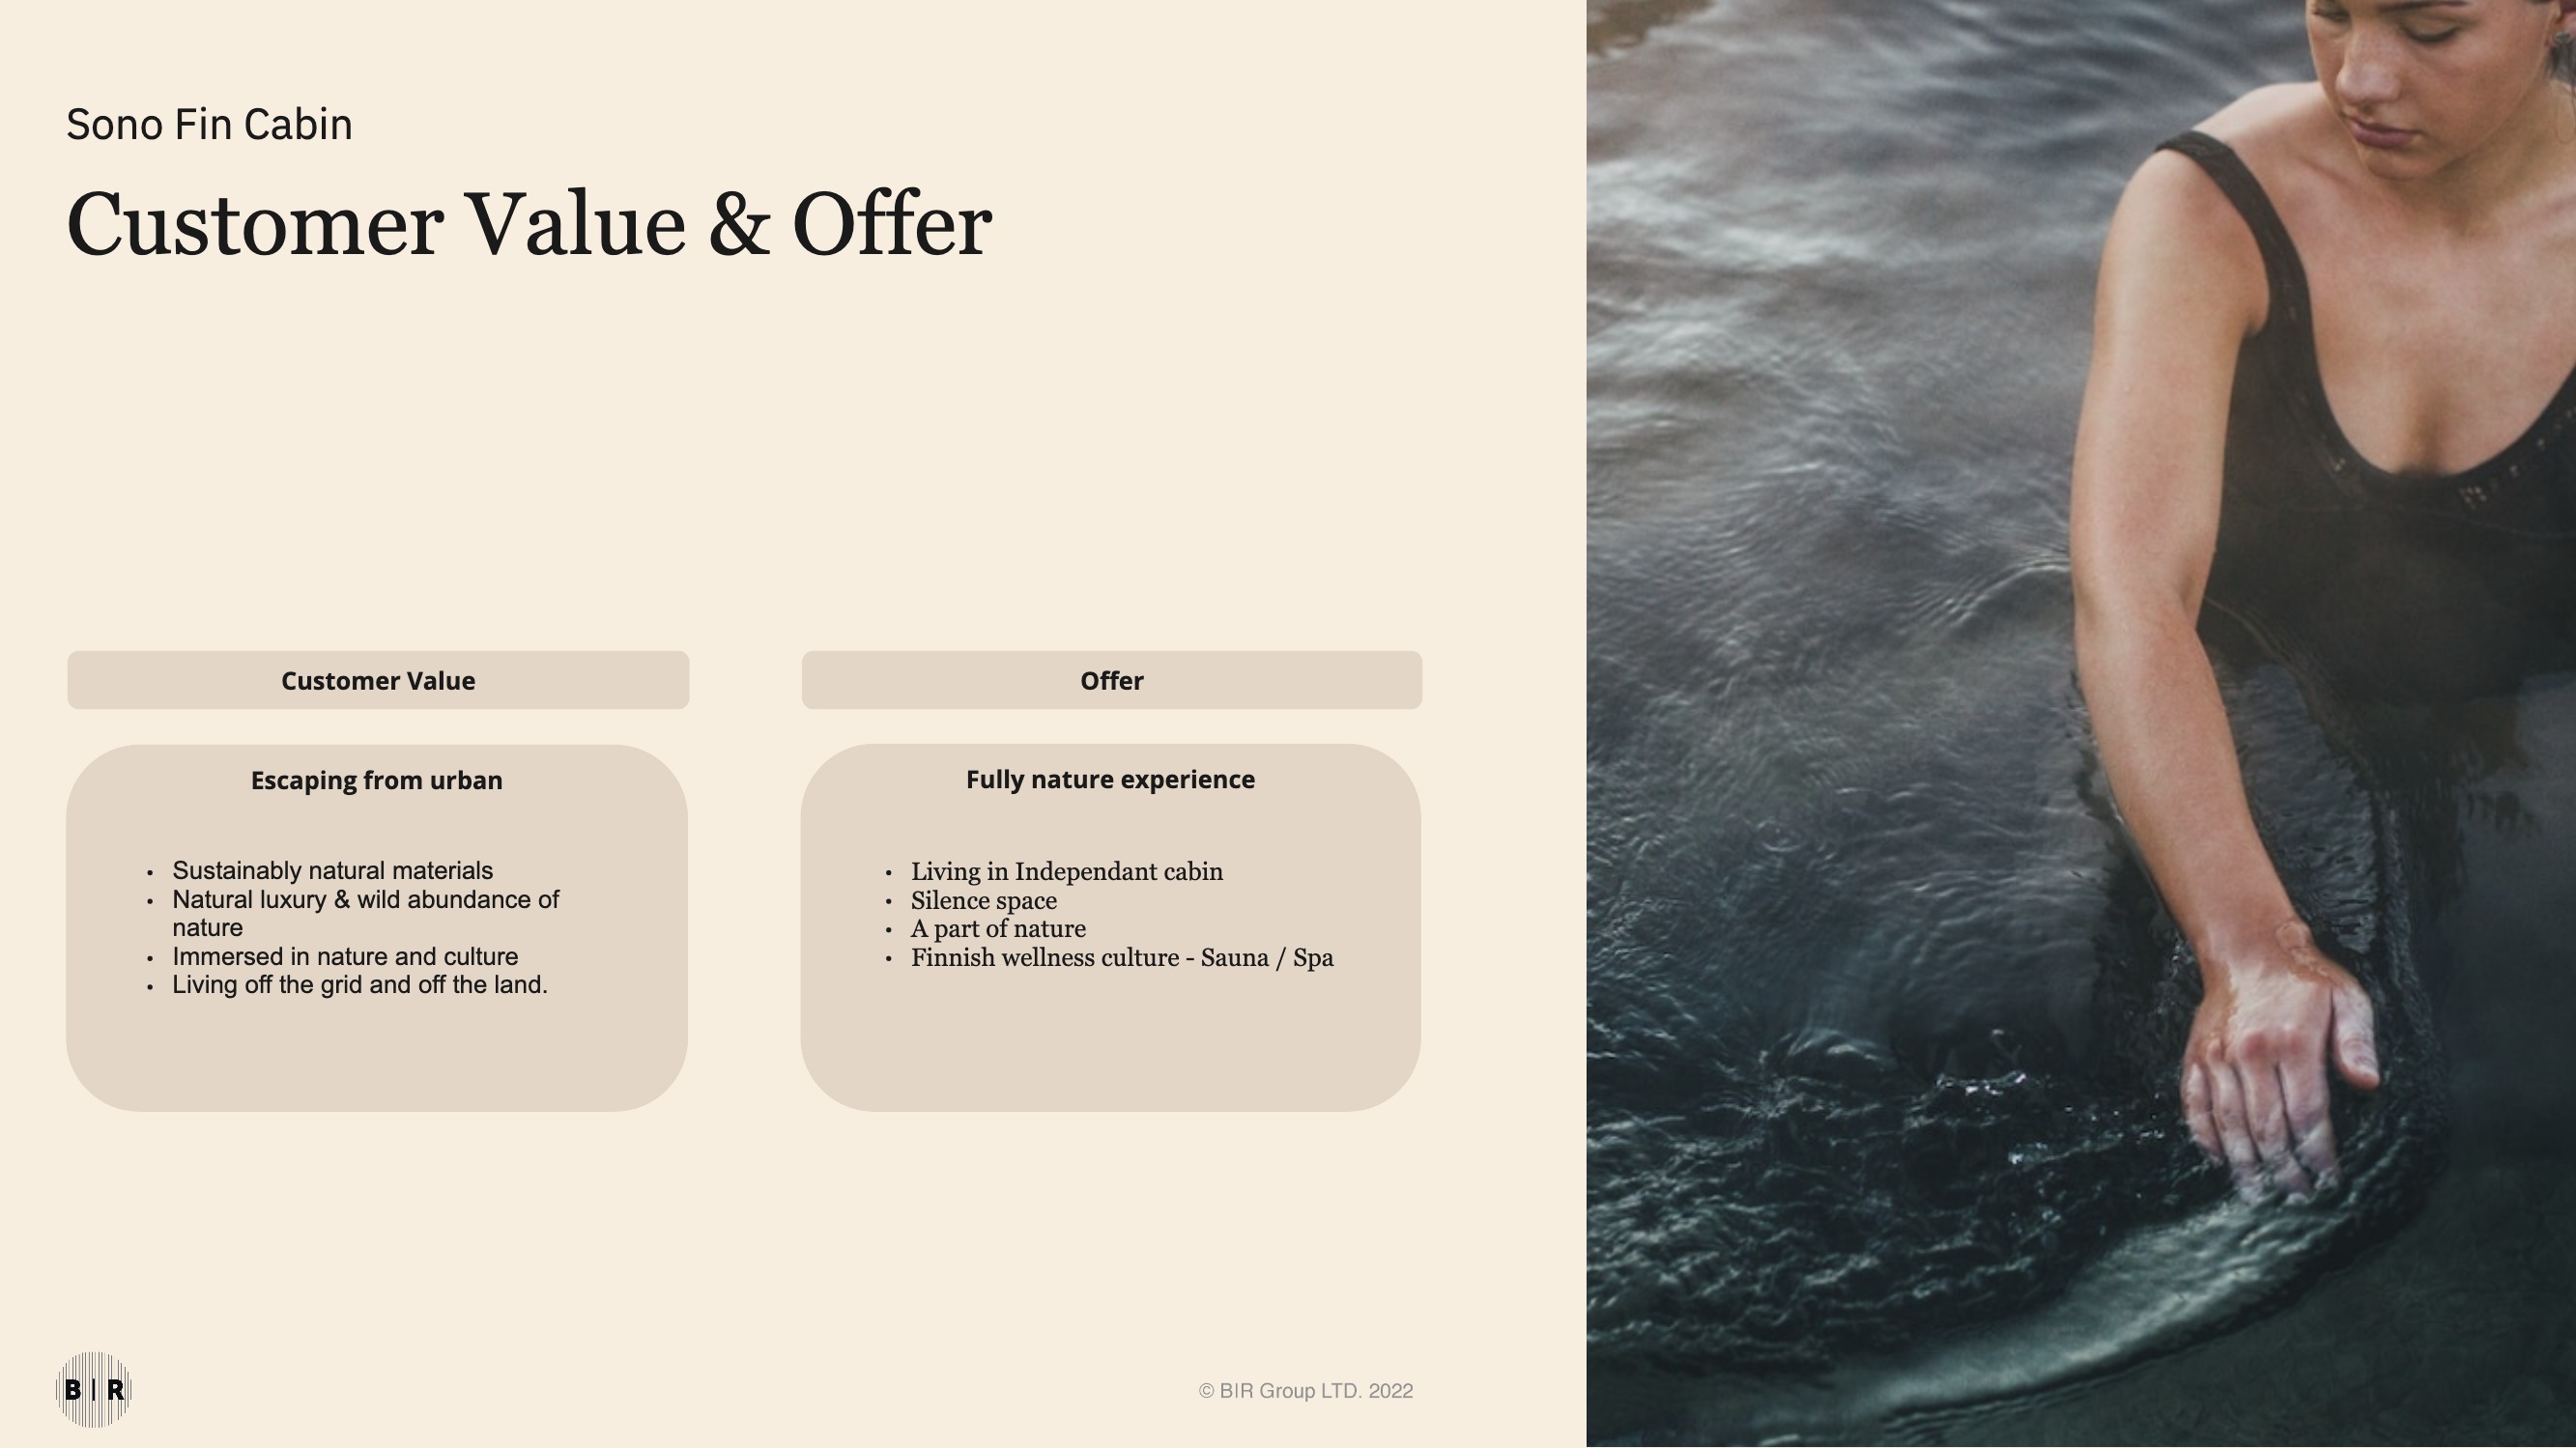 Sono Fin Cabin
Customer Value & Offer
Customer Value
Escaping from urban
• Sustainably natural materials
• Natural luxury & wild abundance of
nature
• Immersed in nature and culture
• Living off the grid and off the land.
Offer
Fully nature experience
• Living in Independant cabin
• Silence space
• A part of nature
• Finnish wellness culture - Sauna / Spa
B | R
© BIR Group LTD. 2022